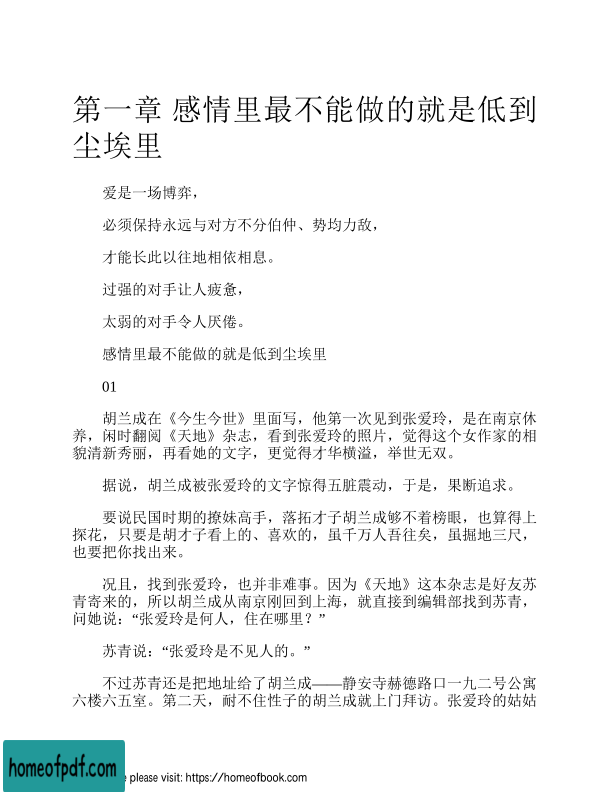 第一章 感情里最不能做的就是低到
尘埃里
爱是一场博弈，
必须保持永远与对方不分伯仲、势均力敌，
才能长此以往地相依相息。
过强的对手让人疲惫，
太弱的对手令人厌倦。
感情里最不能做的就是低到尘埃里
01
胡兰成在《今生今世》里面写，他第一次见到张爱玲，是在南京休
养，闲时翻阅《天地》杂志，看到张爱玲的照片，觉得这个女作家的相
貌清新秀丽，再看她的文字，更觉得才华横溢，举世无双。
据说，胡兰成被张爱玲的文字惊得五脏震动，于是，果断追求。
要说民国时期的撩妹高手，落拓才子胡兰成够不着榜眼，也算得上
探花，只要是胡才子看上的、喜欢的，虽千万人吾往矣，虽掘地三尺，
也要把你找出来。
况且，找到张爱玲，也并非难事。因为《天地》这本杂志是好友苏
青寄来的，所以胡兰成从南京刚回到上海，就直接到编辑部找到苏青，
问她说：“张爱玲是何人，住在哪里？”
苏青说：“张爱玲是不见人的。”
不过苏青还是把地址给了胡兰成——静安寺赫德路口一九二号公寓
六楼六五室。第二天，耐不住性子的胡兰成就上门拜访。张爱玲的姑姑
homeofpdf.com
e please visit: https://homeofbook.com